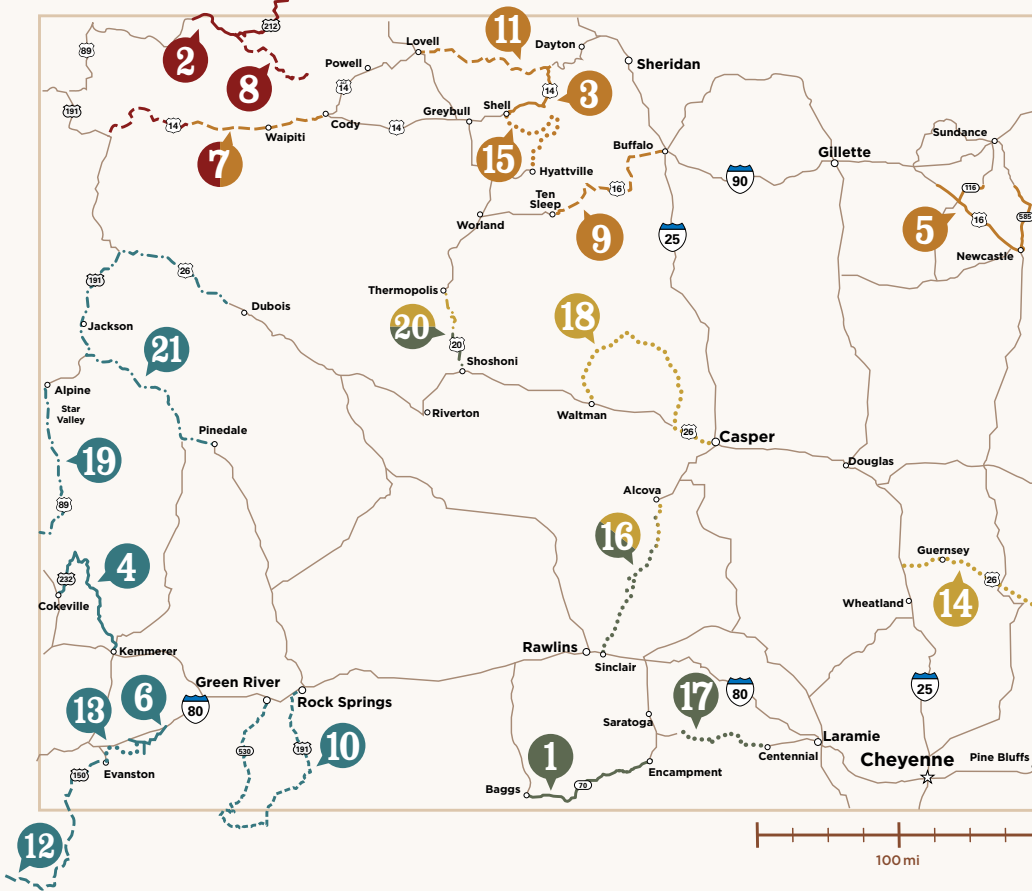 212
11
89
Lovell
Dayton
2
Powell
Sheridan
8
14
14
3
191
Greybull
Shell
Cody
14
14
Waipiti
Sundance
Buffalo
Gillette
7
15
Hyattville
90
116
Ten
Sleep
16
5
16
585
Worland
9
25
Newcastle
26
191
Thermopolis
Dubois
18
20
Jackson
20
21
Shoshoni
Alpine
Star
Valley
Riverton
Waltman
Pinedale
26
Casper
19
Douglas
89
Alcova
16
4
Guernsey
232
26
Cokeville
Wheatland
14
Kemmerer
Rawlins
Sinclair
Green River
6
80
Rock Springs
17
80
25
13
Saratoga
530
191
10
Laramie
Centennial
Cheyenne
Pine Bluffs
1
Encampment
150
Evanston
70
Baggs
12
100 mi